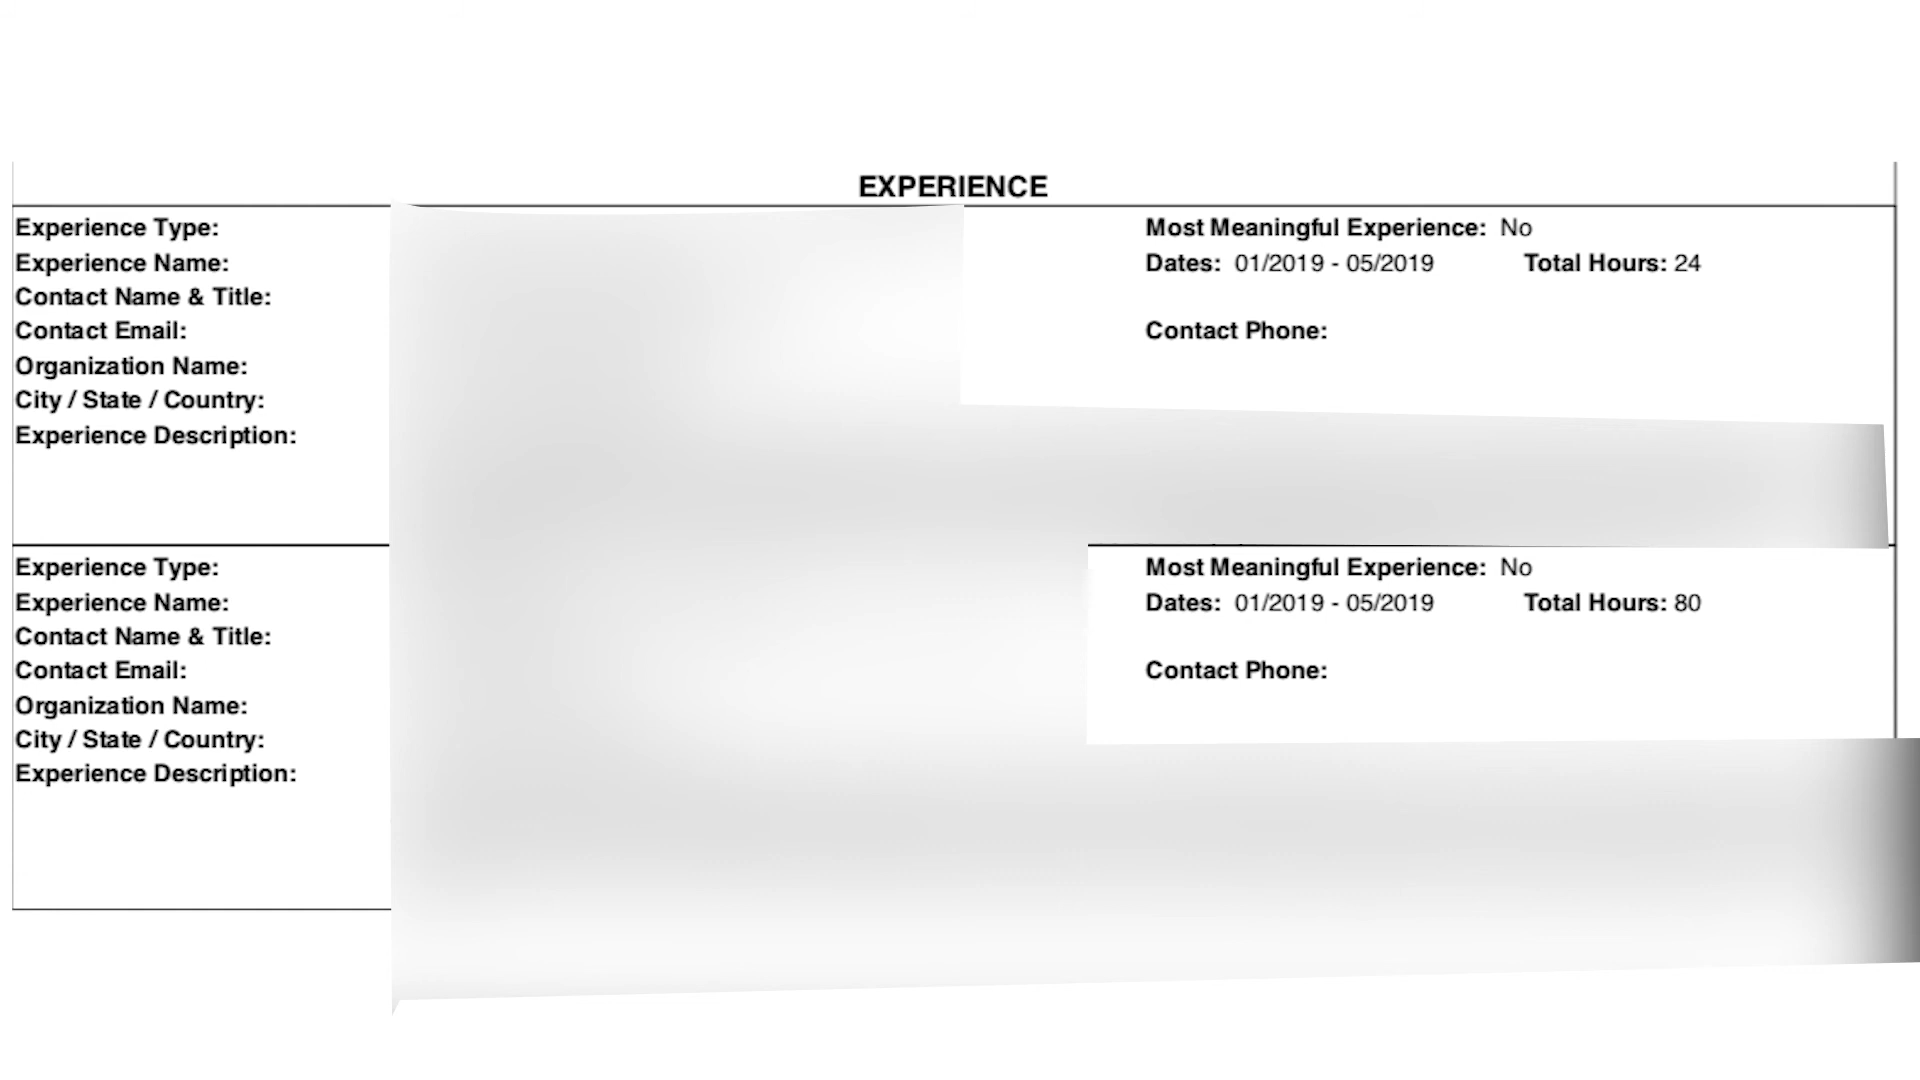 EXPERIENCE
Experience Type: Most Meaningful Experience: No
Experience Name: Dates: 01/2019 - 05/2019 Total Hours: 24
Contact Name & Title:
Contact Email: Contact Phone:
Organization Name:
City / State / Country:
Experience Description:
Experience Type: Most Meaningful Experience: No
Experience Name: Dates: 01/2019 - 05/2019 Total Hours: 80
Contact Name & Title:
Contact Email: Contact Phone:
Organization Name:
City / State / Country:
Experience Description: